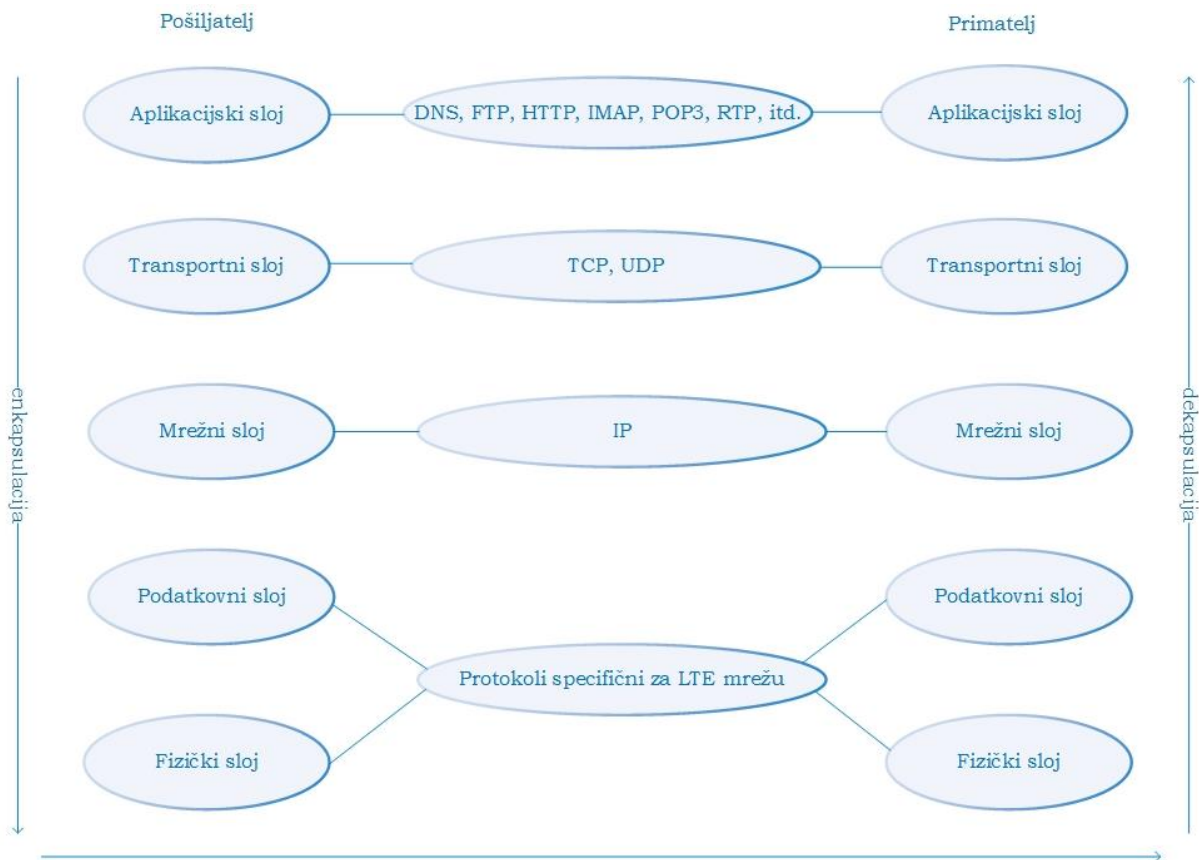 Pošiljatelj
Primatelj
Aplikacijski sloj
DNS, FTP, HTTP, IMAP, POP3, RTP, itd.
Aplikacijski sloj
Transportni sloj
TCP, UDP
Transportni sloj
enkapsulacija
Mrežni sloj
IP
Mrežni sloj
dekapsulacija
Podatkovni sloj
Podatkovni sloj
Protokoli specifični za LTE mrežu
Fizički sloj
Fizički sloj